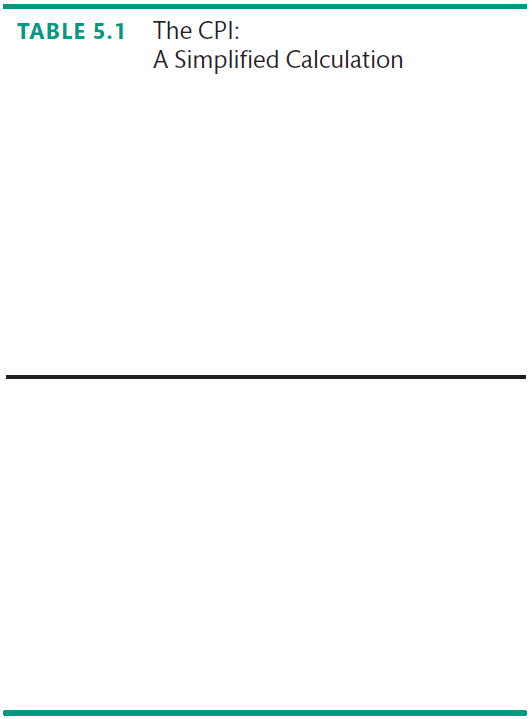 TABLE 5.1 The CPI:
A Simplified Calculation